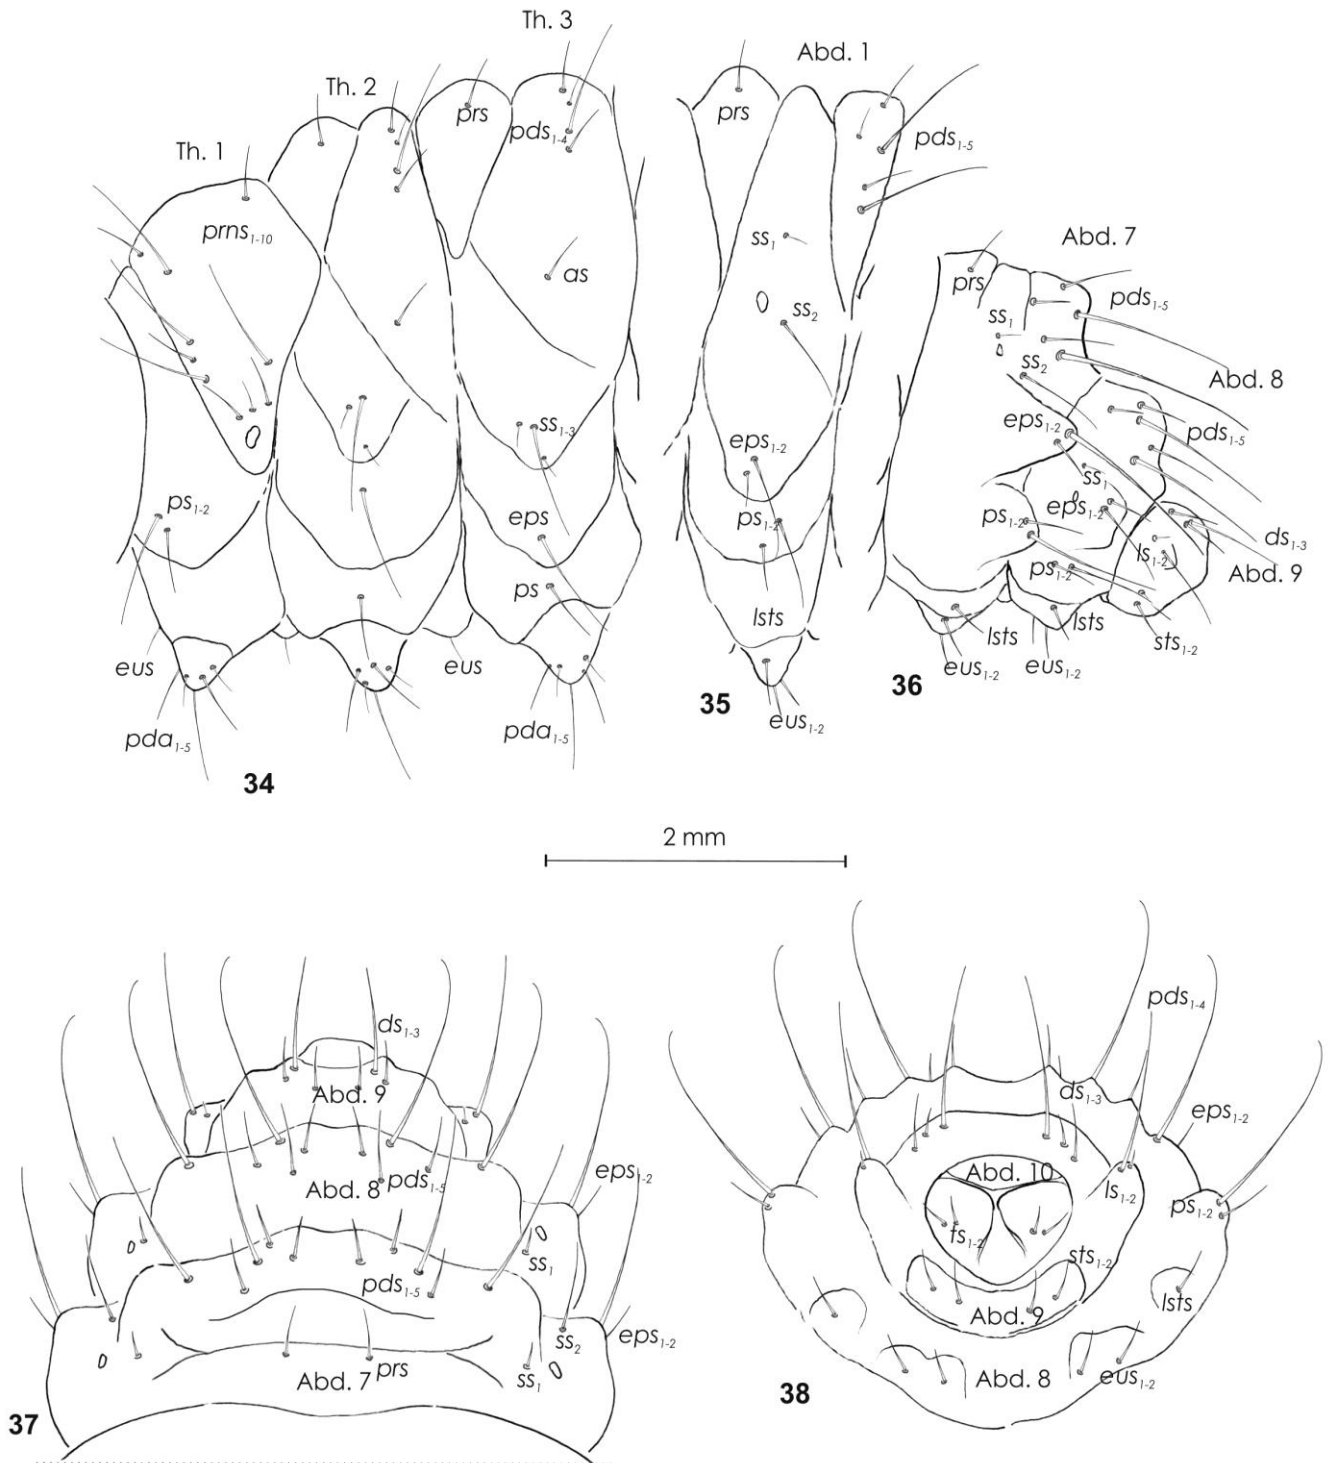 Th. 3
Th. 2
Th. 1
prs
pds1-4
prns1-10
as
ss1-3
ps1-2
eps
ps
eus
eus
pda1-5
pda1-5
34
Abd. 1
prs
pds1-5
ss1
ss2
eps1-2
ps1-2
lsts
eus1-2
35
Abd. 7
prs
pds1-5
ss1
ss2
Abd. 8
eps1-2
pds1-5
ss1
eps1-2
ps1-2
ds1-3
ls1-2
Abd. 9
ps1-2
lsts
lsts
sts1-2
eus1-2
eus1-2
36
2 mm
ds1-3
Abd. 9
eps1-2
Abd. 8
pds1-5
ss1
pds1-5
ss2
eps1-2
prs
ss1
Abd. 7
37
pds1-4
ds1-3
eps1-2
Abd. 10
ls1-2
ps1-2
ts1-2
sts1-2
lsts
Abd. 9
Abd. 8
eus1-2
38